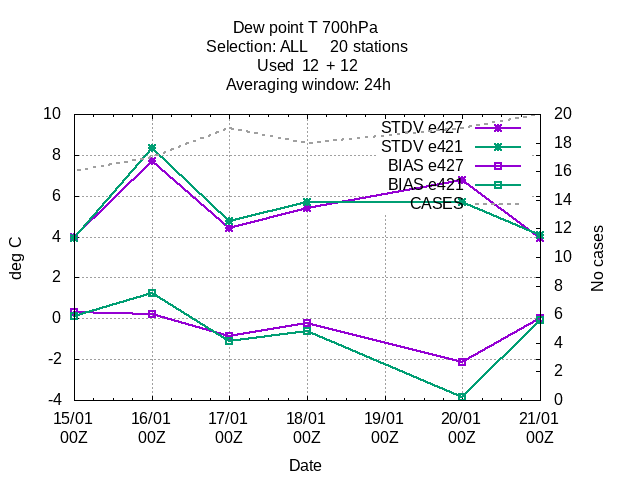 Dew point T 700hPa
Selection: ALL     20 stations
Used  12  + 12
Averaging window: 24h
10
8
6
4
2
0
-2
-4
deg C
20
18
16
14
12
10
8
6
4
2
0
No cases
STDV e427
STDV e421
BIAS e427
BIAS e421
CASES
15/01 16/01 17/01 18/01 19/01 20/01 21/01
00Z 00Z 00Z 00Z 00Z 00Z 00Z
Date